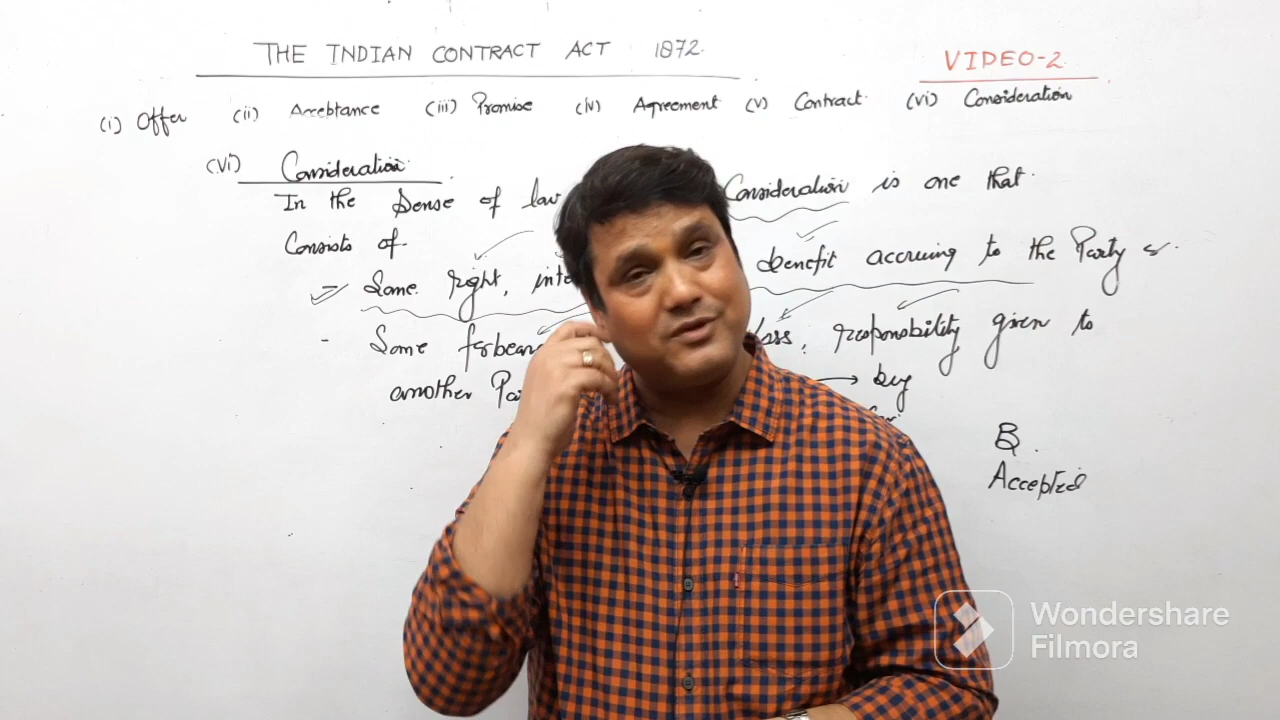 THE INDIAN CONTRACT ACT 1872.
VIDEO-2
(i) Offer (ii) Acceptance (iii) Promise (iv) Agreement (v) Contract (vi) Consideration
(vi) Consideration
In the sense of law Consideration is one that
Consists of.
- Some right, benefit accruing to the Party or
- Some loss, responsibility given to
another
buy
B
Accepted
Wondershare
Filmora